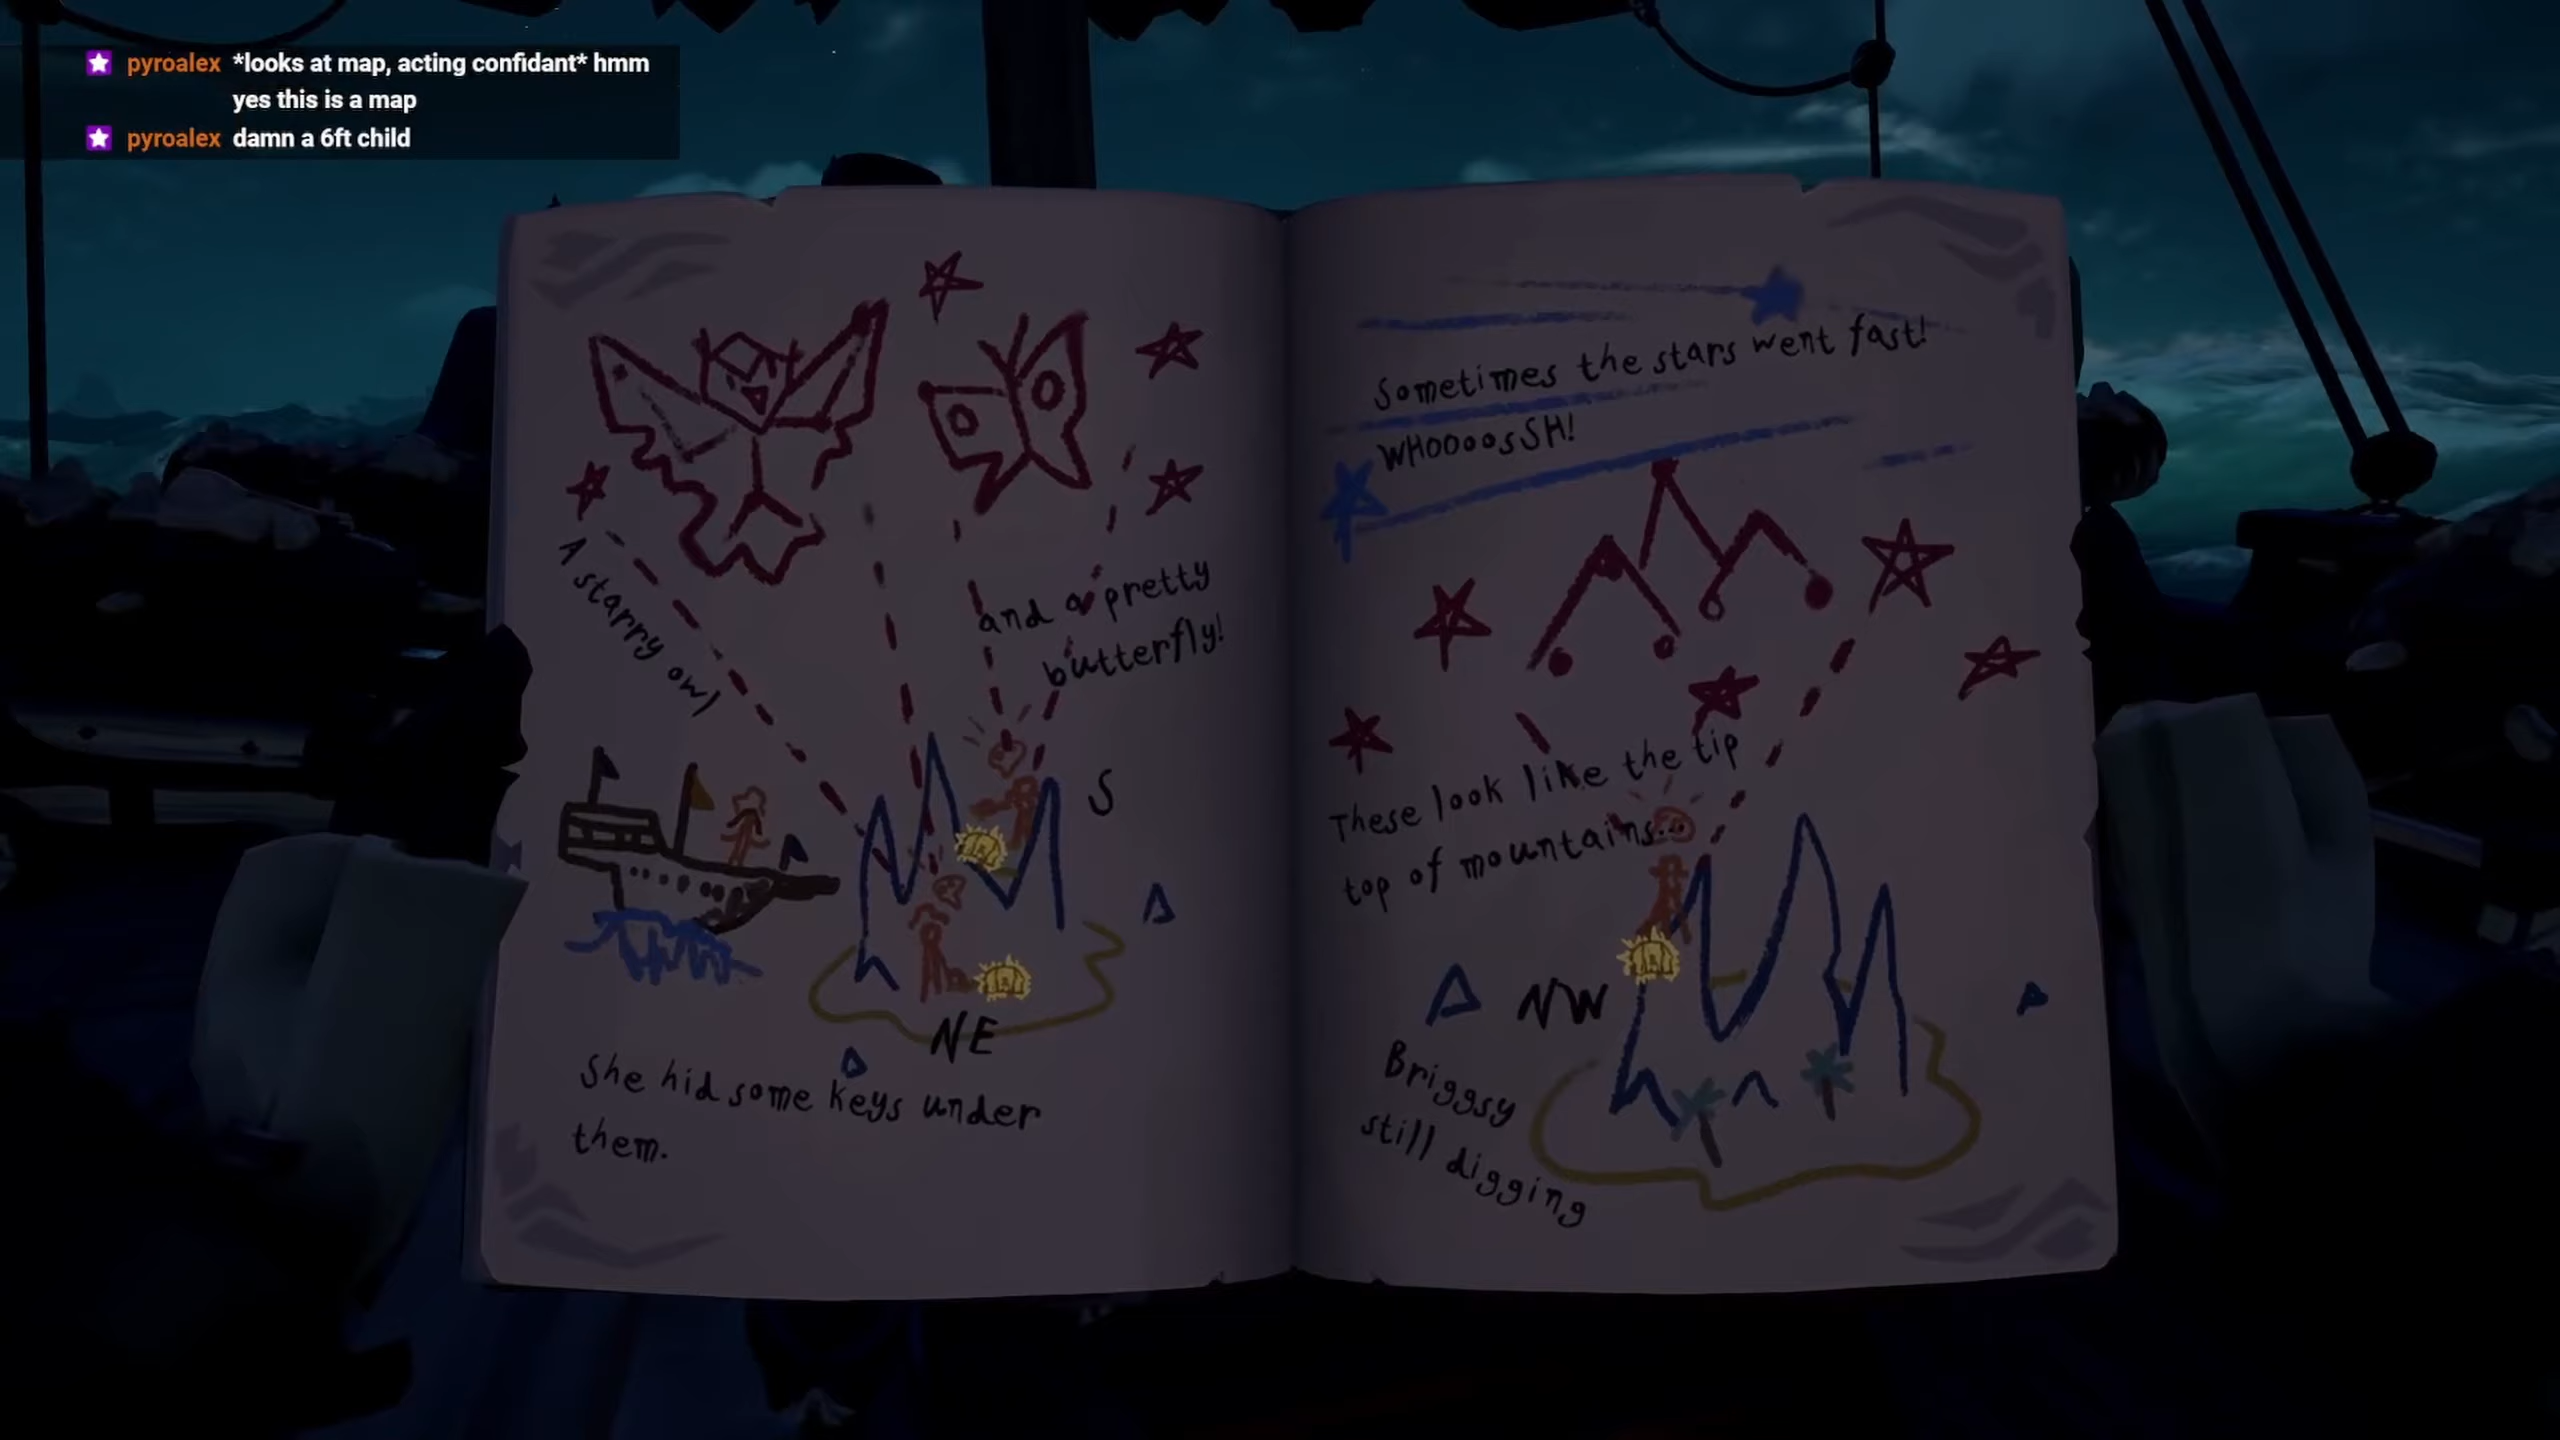 pyroalex *looks at map, acting confidant* hmm
yes this is a map
pyroalex damn a 6ft child
A starry owl
and a pretty
butterfly!
S
NE
She hid some keys under
them.
Sometimes the stars went fast!
WHOOOOSSH!
These look like the tip
top of mountains...
NW
Briggsy
still digging